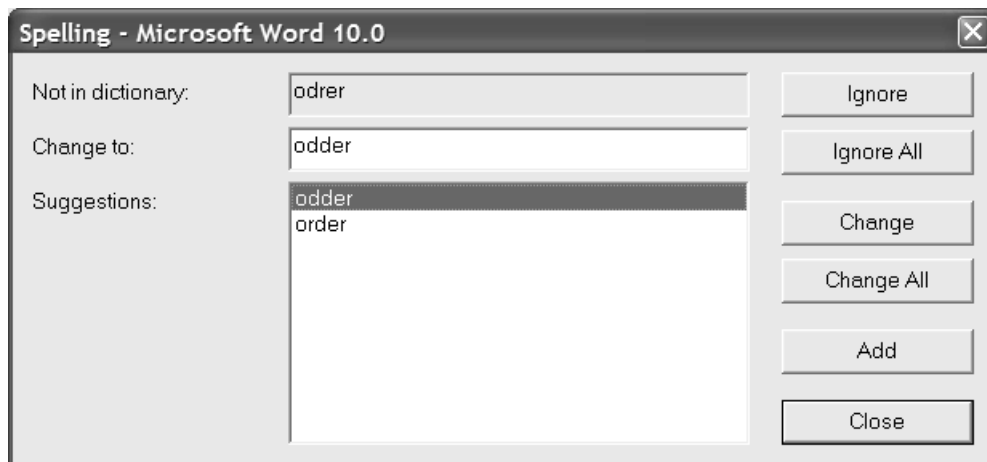 Spelling - Microsoft Word 10.0
Not in dictionary: odrer Ignore
Change to: odder Ignore All
Suggestions: odder
order Change
Change All
Add
Close